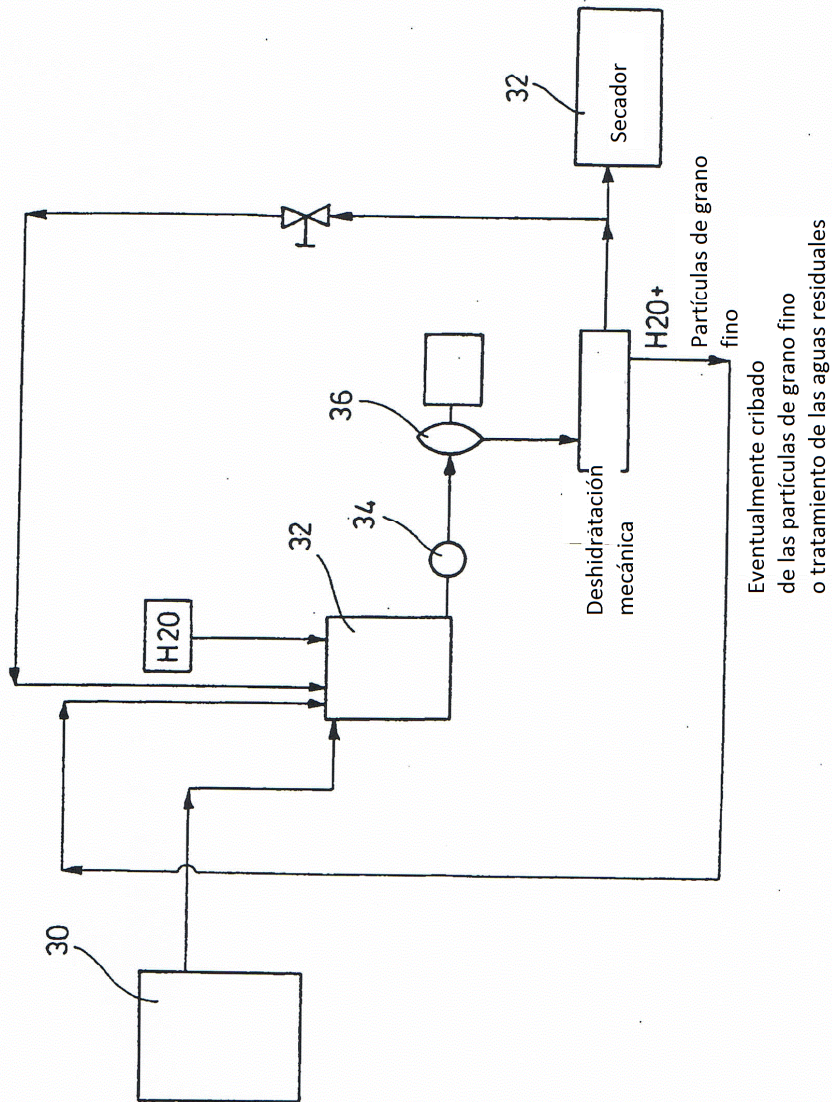 30
H20
32
34
36
Deshidratación
mecánica
H20+
Partículas de grano
fino
32
Secador
Eventualmente cribado
de las partículas de grano fino
o tratamiento de las aguas residuales